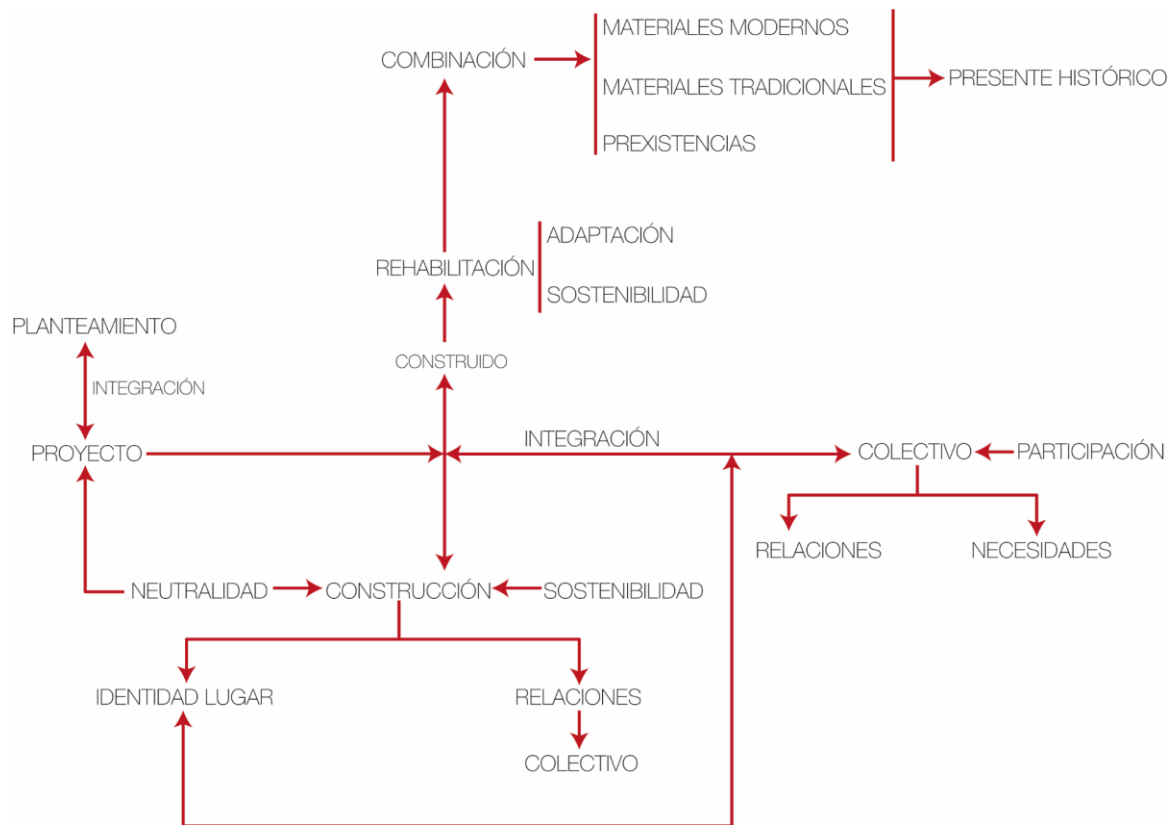 MATERIALES MODERNOS
COMBINACIÓN
MATERIALES TRADICIONALES
PRESENTE HISTÓRICO
PREXISTENCIAS
ADAPTACIÓN
REHABILITACIÓN
SOSTENIBILIDAD
PLANTEAMIENTO
CONSTRUIDO
INTEGRACIÓN
INTEGRACIÓN
PROYECTO
COLECTIVO
PARTICIPACIÓN
RELACIONES
NECESIDADES
NEUTRALIDAD
CONSTRUCCIÓN
SOSTENIBILIDAD
IDENTIDAD LUGAR
RELACIONES
COLECTIVO